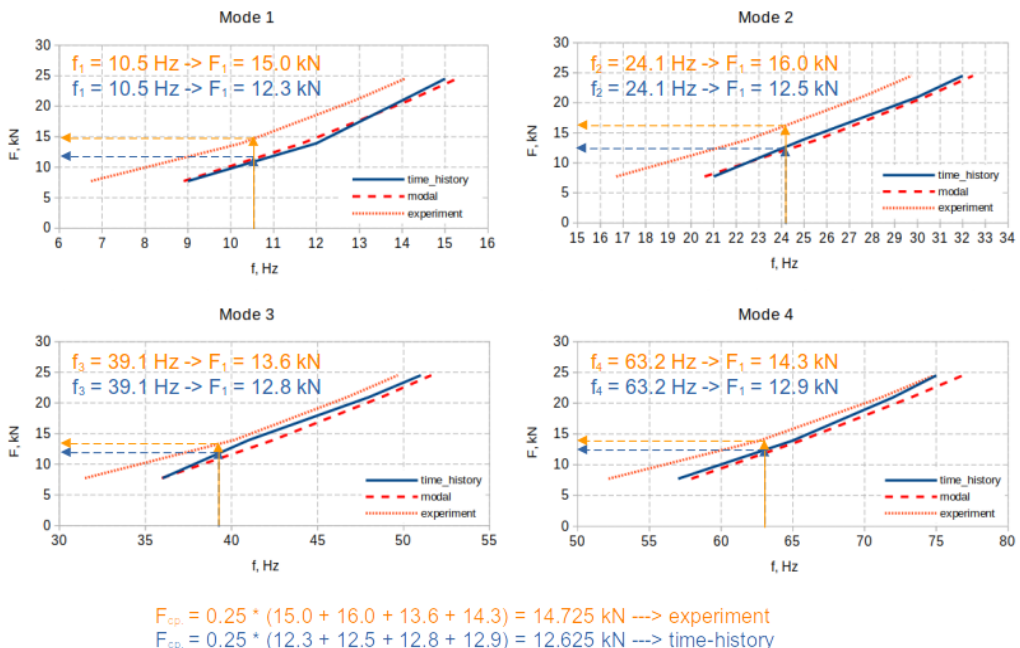 Mode 1
f₁ = 10.5 Hz -> F₁ = 15.0 kN
f₁ = 10.5 Hz -> F₁ = 12.3 kN
F, kN
30
25
20
15
10
5
0
time_history
modal
experiment
6 7 8 9 10 11 12 13 14 15 16
f, Hz
Mode 2
f₂ = 24.1 Hz -> F₁ = 16.0 kN
f₂ = 24.1 Hz -> F₁ = 12.5 kN
F, kN
30
25
20
15
10
5
0
time_history
modal
experiment
15 16 17 18 19 20 21 22 23 24 25 26 27 28 29 30 31 32 33 34
f, Hz
Mode 3
f₃ = 39.1 Hz -> F₁ = 13.6 kN
f₃ = 39.1 Hz -> F₁ = 12.8 kN
F, kN
30
25
20
15
10
5
0
time_history
modal
experiment
30 35 40 45 50 55
f, Hz
Mode 4
f₄ = 63.2 Hz -> F₁ = 14.3 kN
f₄ = 63.2 Hz -> F₁ = 12.9 kN
F, kN
30
25
20
15
10
5
0
time_history
modal
experiment
50 55 60 65 70 75 80
f, Hz
F_cp. = 0.25 * (15.0 + 16.0 + 13.6 + 14.3) = 14.725 kN ---> experiment
F_cp. = 0.25 * (12.3 + 12.5 + 12.8 + 12.9) = 12.625 kN ---> time-history